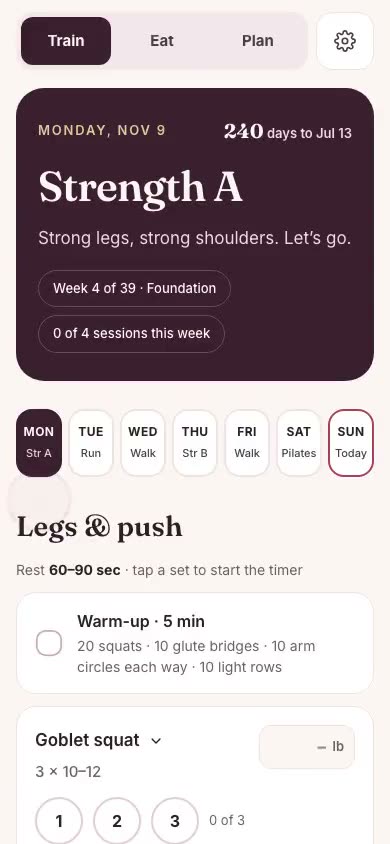 Train Eat Plan
MONDAY, NOV 9
240 days to Jul 13
Strength A
Strong legs, strong shoulders. Let’s go.
Week 4 of 39 · Foundation
0 of 4 sessions this week
MON TUE WED THU FRI SAT SUN
Str A Run Walk Str B Walk Pilates Today
Legs & push
Rest 60–90 sec · tap a set to start the timer
Warm-up · 5 min
20 squats · 10 glute bridges · 10 arm
circles each way · 10 light rows
Goblet squat
– lb
3 × 10–12
1 2 3 0 of 3